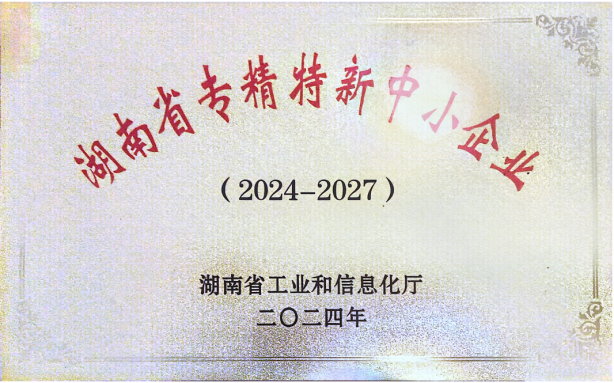 湖南省专精特新中小企业
（2024-2027）
湖南省工业和信息化厅
二〇二四年